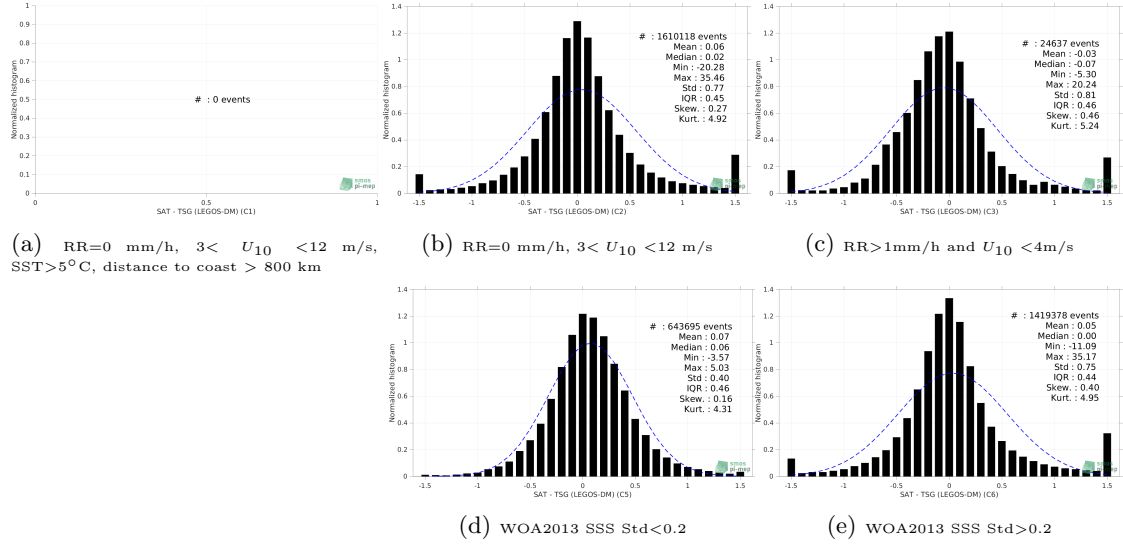 1
0.9
0.8
0.7
0.6
0.5
0.4
0.3
0.2
0.1
0
Normalized histogram
# : 0 events
smos
pi-mep
0 0.5 1
SAT - TSG (LEGOS-DM) (C1)
(a) RR=0 mm/h, 3< U10 <12 m/s,
SST>5°C, distance to coast > 800 km
1.4
1.2
1
0.8
0.6
0.4
0.2
0
Normalized histogram
# : 1610118 events
Mean : 0.06
Median : 0.02
Min : -20.28
Max : 35.46
Std : 0.77
IQR : 0.45
Skew. : 0.27
Kurt. : 4.92
smos
pi-mep
-1.5 -1 -0.5 0 0.5 1 1.5
SAT - TSG (LEGOS-DM) (C2)
(b) RR=0 mm/h, 3< U10 <12 m/s
1.4
1.2
1
0.8
0.6
0.4
0.2
0
Normalized histogram
# : 24637 events
Mean : -0.03
Median : -0.07
Min : -5.30
Max : 20.24
Std : 0.81
IQR : 0.46
Skew. : 0.46
Kurt. : 5.24
smos
pi-mep
-1.5 -1 -0.5 0 0.5 1 1.5
SAT - TSG (LEGOS-DM) (C3)
(c) RR>1mm/h and U10 <4m/s
1.4
1.2
1
0.8
0.6
0.4
0.2
0
Normalized histogram
# : 643695 events
Mean : 0.07
Median : 0.06
Min : -3.57
Max : 5.03
Std : 0.40
IQR : 0.46
Skew. : 0.16
Kurt. : 4.31
smos
pi-mep
-1.5 -1 -0.5 0 0.5 1 1.5
SAT - TSG (LEGOS-DM) (C5)
(d) WOA2013 SSS Std<0.2
1.4
1.2
1
0.8
0.6
0.4
0.2
0
Normalized histogram
# : 1419378 events
Mean : 0.05
Median : 0.00
Min : -11.09
Max : 35.17
Std : 0.75
IQR : 0.44
Skew. : 0.40
Kurt. : 4.95
smos
pi-mep
-1.5 -1 -0.5 0 0.5 1 1.5
SAT - TSG (LEGOS-DM) (C6)
(e) WOA2013 SSS Std>0.2